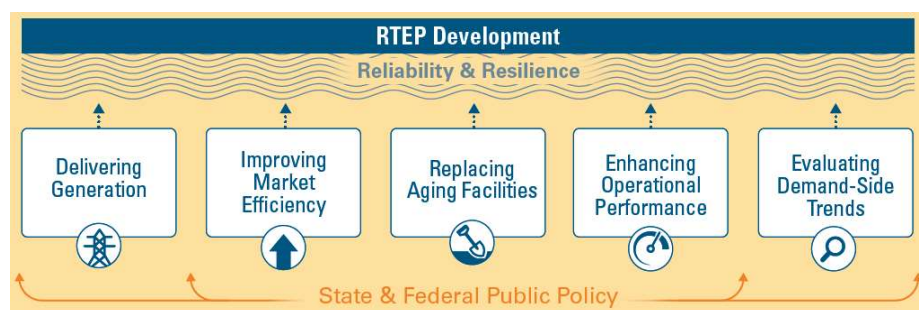 RTEP Development
Reliability & Resilience
Delivering
Generation
Improving
Market
Efficiency
Replacing
Aging Facilities
Enhancing
Operational
Performance
Evaluating
Demand-Side
Trends
State & Federal Public Policy